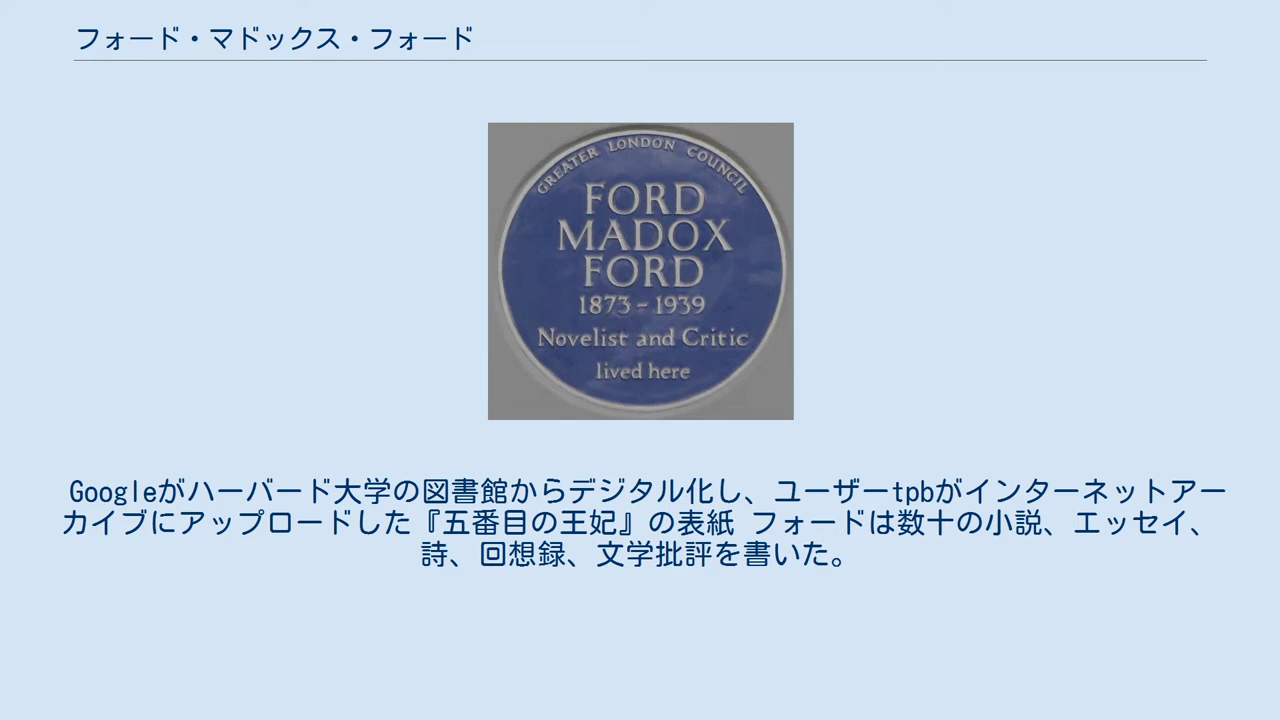 フォード・マドックス・フォード
GREATER LONDON COUNCIL
FORD
MADOX
FORD
1873 - 1939
Novelist and Critic
lived here
Googleがハーバード大学の図書館からデジタル化し、ユーザーtpbがインターネットアー
カイブにアップロードした『五番目の王妃』の表紙 フォードは数十の小説、エッセイ、
詩、回想録、文学批評を書いた。